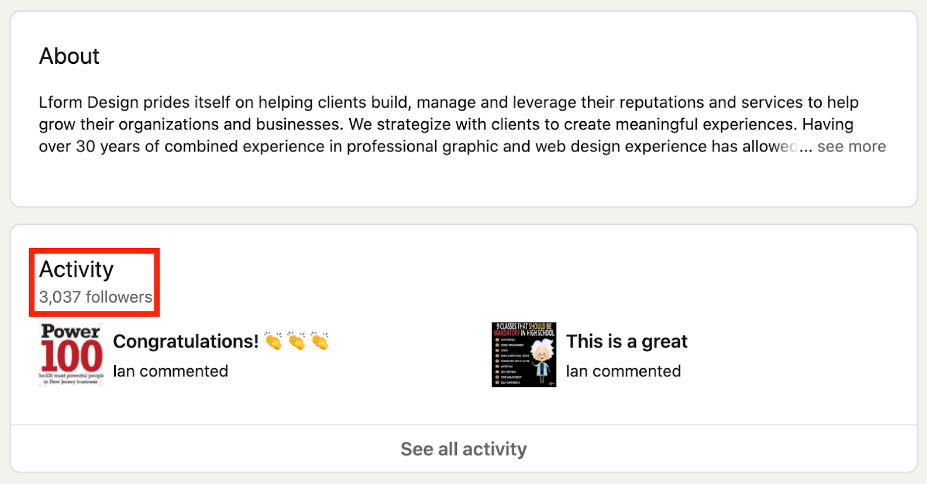 About
Lform Design prides itself on helping clients build, manage and leverage their reputations and services to help
grow their organizations and businesses. We strategize with clients to create meaningful experiences. Having
over 30 years of combined experience in professional graphic and web design experience has allowed... see more
Activity
3,037 followers
Power
100
The 100 most powerful people
in New Jersey business
Congratulations! 👏 👏 👏
Ian commented
9 CLASSES THAT SHOULD BE
MANDATORY IN HIGH SCHOOL
This is a great
Ian commented
See all activity